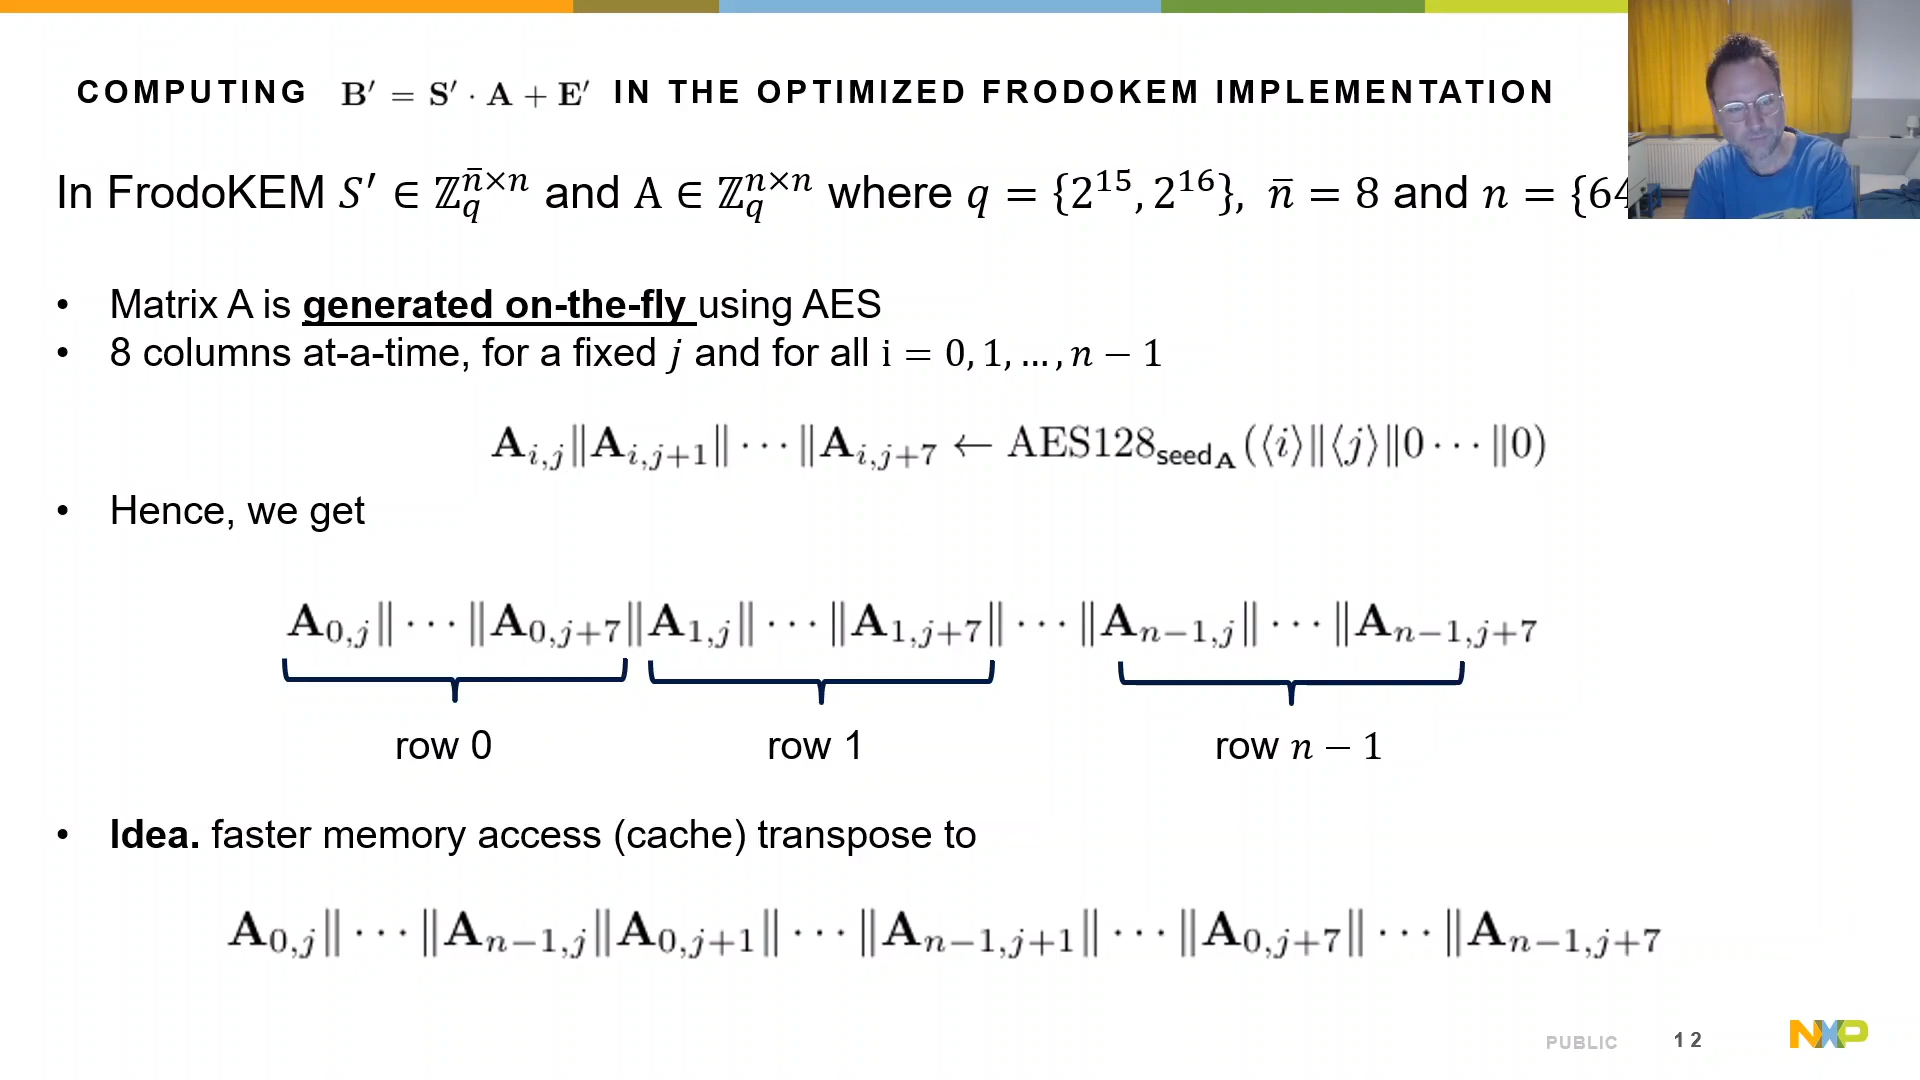 COMPUTING B′ = S′ · A + E′ IN THE OPTIMIZED FRODOKEM IMPLEMENTATION
In FrodoKEM 𝑆′ ∈ ℤ_q^{n̄×n} and A ∈ ℤ_q^{n×n} where q = {2^{15}, 2^{16}}, n̄ = 8 and n = {64
• Matrix A is generated on-the-fly using AES
• 8 columns at-a-time, for a fixed j and for all i = 0, 1, … , n − 1
A_{i,j}‖A_{i,j+1}‖ · · · ‖A_{i,j+7} ← AES128_{seed_A}(⟨i⟩‖⟨j⟩‖0 · · · ‖0)
• Hence, we get
A_{0,j}‖ · · · ‖A_{0,j+7}‖A_{1,j}‖ · · · ‖A_{1,j+7}‖ · · · ‖A_{n−1,j}‖ · · · ‖A_{n−1,j+7}
row 0 row 1 row n − 1
• Idea. faster memory access (cache) transpose to
A_{0,j}‖ · · · ‖A_{n−1,j}‖A_{0,j+1}‖ · · · ‖A_{n−1,j+1}‖ · · · ‖A_{0,j+7}‖ · · · ‖A_{n−1,j+7}
PUBLIC 12 NXP